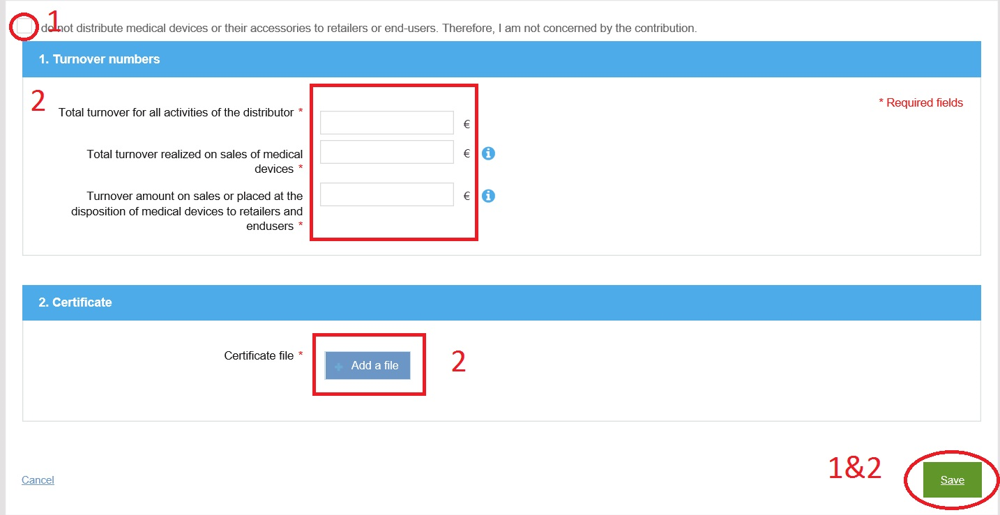 1
do not distribute medical devices or their accessories to retailers or end-users. Therefore, I am not concerned by the contribution.
1. Turnover numbers
2
* Required fields
Total turnover for all activities of the distributor *
€
Total turnover realized on sales of medical
devices *
€
i
Turnover amount on sales or placed at the
disposition of medical devices to retailers and
endusers *
€
i
2. Certificate
Certificate file *
+ Add a file
2
1&2
Cancel
Save